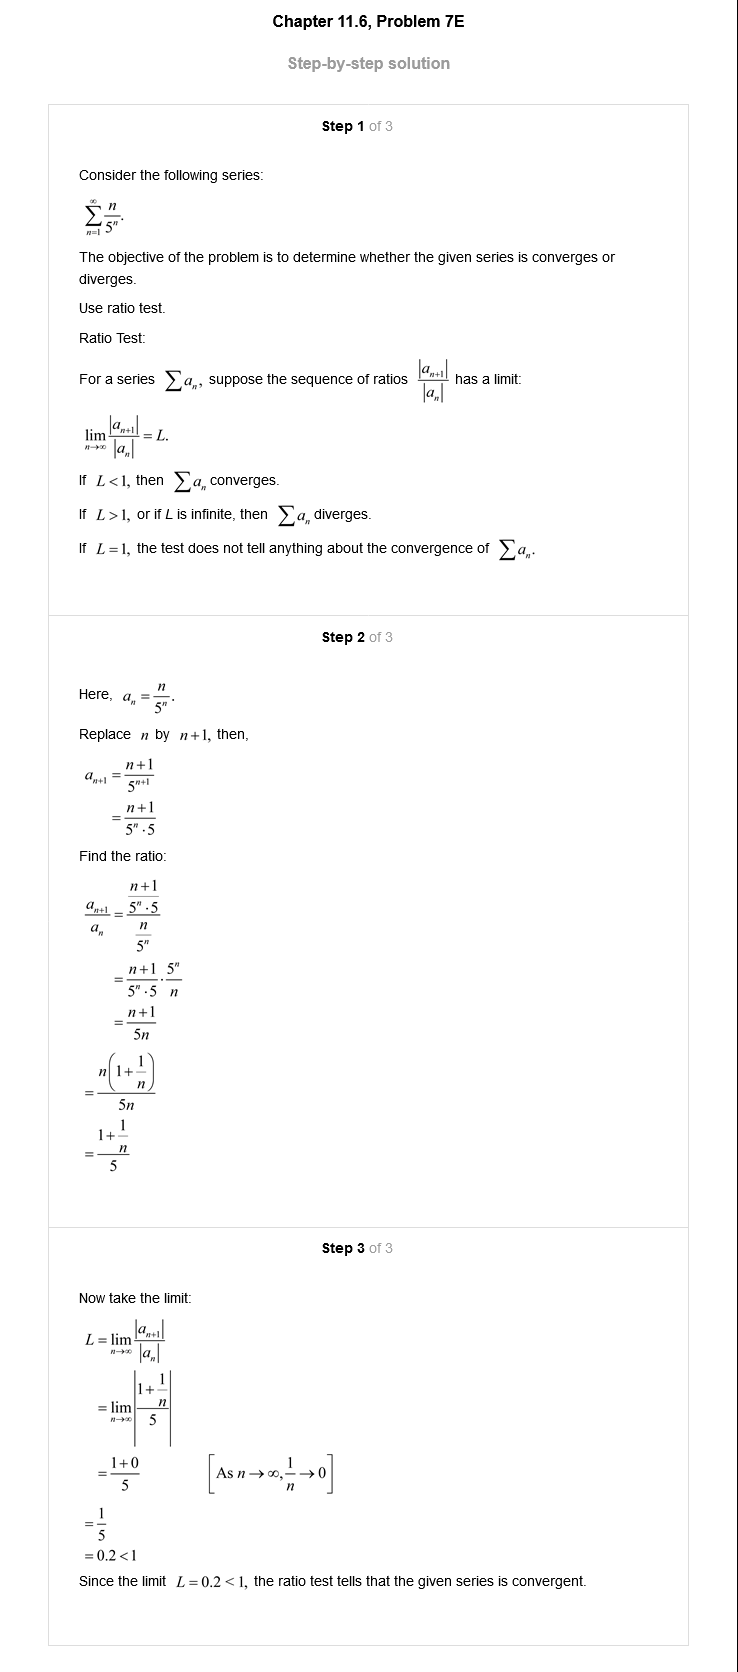 Chapter 11.6, Problem 7E
Step-by-step solution
Step 1 of 3
Consider the following series:
$\sum_{n=1}^{\infty} \frac{n}{5^n}.$
The objective of the problem is to determine whether the given series is converges or
diverges.
Use ratio test.
Ratio Test:
For a series $\sum a_n,$ suppose the sequence of ratios $\frac{|a_{n+1}|}{|a_n|}$ has a limit:
$\lim_{n \to \infty} \frac{|a_{n+1}|}{|a_n|} = L.$
If $L < 1,$ then $\sum a_n$ converges.
If $L > 1,$ or if L is infinite, then $\sum a_n$ diverges.
If $L = 1,$ the test does not tell anything about the convergence of $\sum a_n.$
Step 2 of 3
Here, $a_n = \frac{n}{5^n}.$
Replace $n$ by $n+1,$ then,
$a_{n+1} = \frac{n+1}{5^{n+1}}$
$= \frac{n+1}{5^n \cdot 5}$
Find the ratio:
$\frac{a_{n+1}}{a_n} = \frac{\frac{n+1}{5^n \cdot 5}}{\frac{n}{5^n}}$
$= \frac{n+1}{5^n \cdot 5} \cdot \frac{5^n}{n}$
$= \frac{n+1}{5n}$
$= \frac{n\left(1+\frac{1}{n}\right)}{5n}$
$= \frac{1+\frac{1}{n}}{5}$
Step 3 of 3
Now take the limit:
$L = \lim_{n \to \infty} \frac{|a_{n+1}|}{|a_n|}$
$= \lim_{n \to \infty} \left| \frac{1+\frac{1}{n}}{5} \right|$
$= \frac{1+0}{5} \quad \left[ \text{As } n \to \infty, \frac{1}{n} \to 0 \right]$
$= \frac{1}{5}$
$= 0.2 < 1$
Since the limit $L = 0.2 < 1,$ the ratio test tells that the given series is convergent.